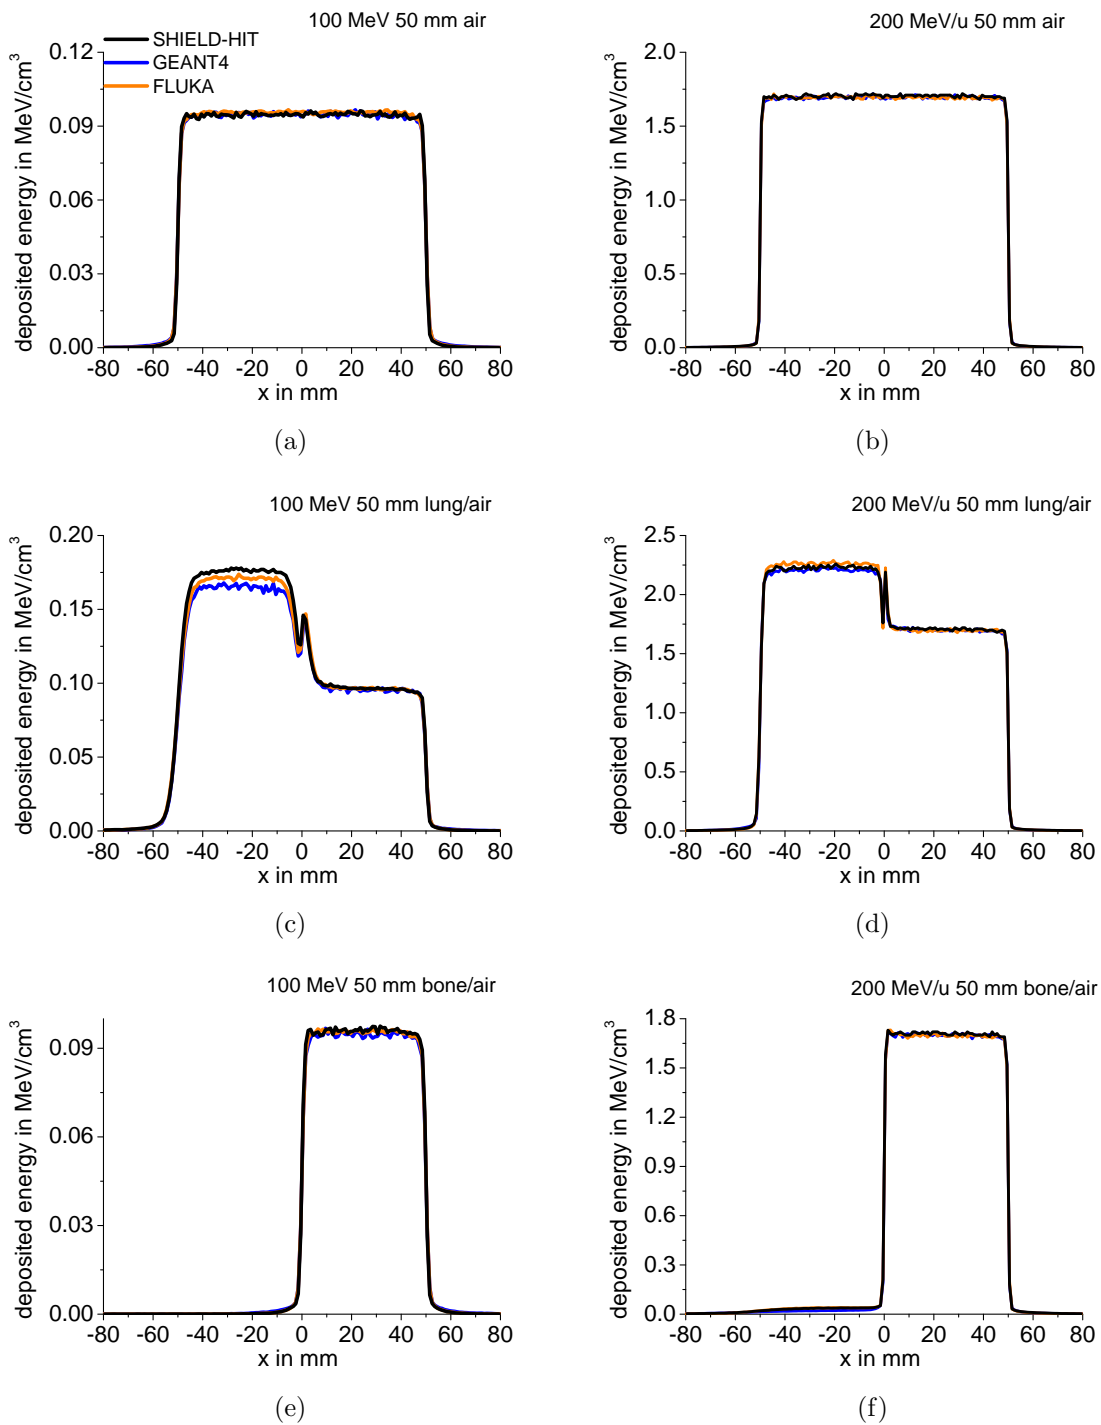 100 MeV 50 mm air
SHIELD-HIT
GEANT4
FLUKA
deposited energy in MeV/cm³
0.12
0.09
0.06
0.03
0.00
-80 -60 -40 -20 0 20 40 60 80
x in mm
(a)
200 MeV/u 50 mm air
deposited energy in MeV/cm³
2.0
1.5
1.0
0.5
0.0
-80 -60 -40 -20 0 20 40 60 80
x in mm
(b)
100 MeV 50 mm lung/air
deposited energy in MeV/cm³
0.20
0.15
0.10
0.05
0.00
-80 -60 -40 -20 0 20 40 60 80
x in mm
(c)
200 MeV/u 50 mm lung/air
deposited energy in MeV/cm³
2.5
2.0
1.5
1.0
0.5
0.0
-80 -60 -40 -20 0 20 40 60 80
x in mm
(d)
100 MeV 50 mm bone/air
deposited energy in MeV/cm³
0.09
0.06
0.03
0.00
-80 -60 -40 -20 0 20 40 60 80
x in mm
(e)
200 MeV/u 50 mm bone/air
deposited energy in MeV/cm³
1.8
1.5
1.2
0.9
0.6
0.3
0.0
-80 -60 -40 -20 0 20 40 60 80
x in mm
(f)